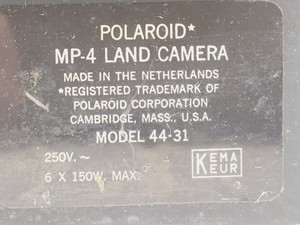 POLAROID*
MP-4 LAND CAMERA
MADE IN THE NETHERLANDS
*REGISTERED TRADEMARK OF
POLAROID CORPORATION
CAMBRIDGE, MASS., U.S.A.
MODEL 44-31
250V. ~
6 X 150W. MAX.
KEMA
KEUR